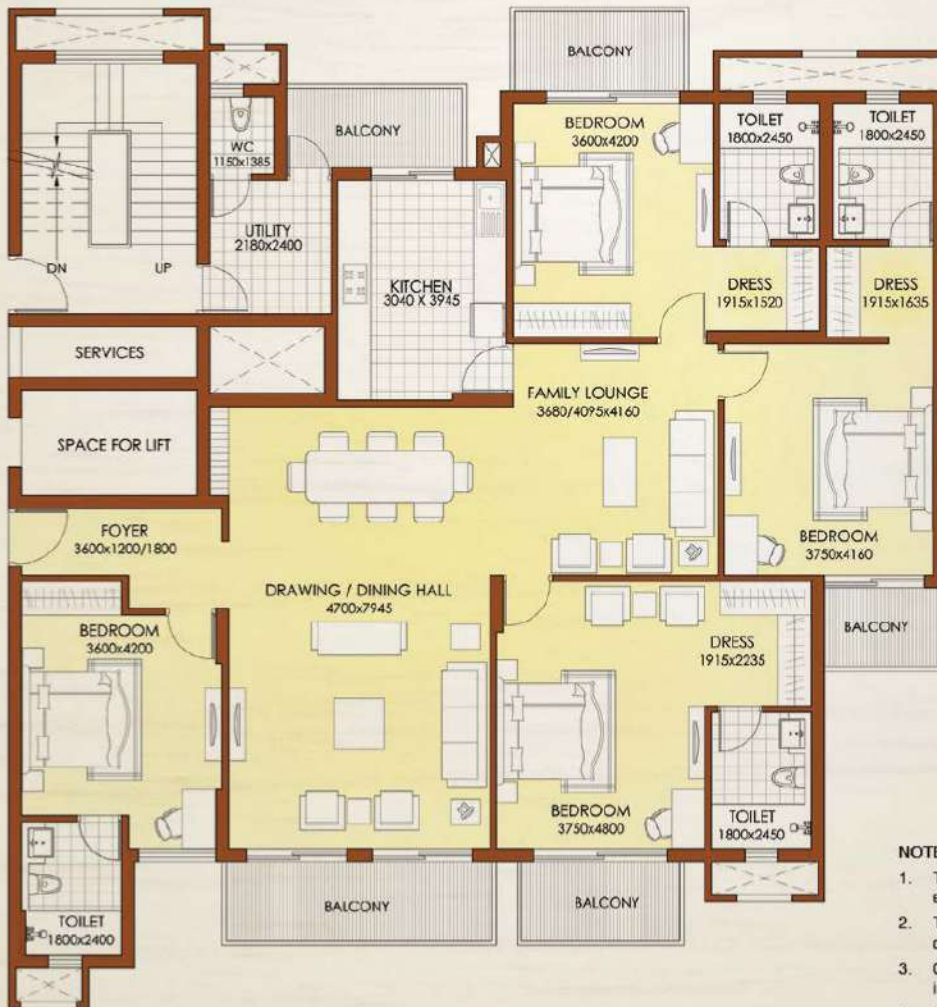 BALCONY
BALCONY
WC
1150x1385
BEDROOM
3600x4200
TOILET
1800x2450
TOILET
1800x2450
UTILITY
2180x2400
DN
UP
KITCHEN
3040 X 3945
DRESS
1915x1520
DRESS
1915x1635
SERVICES
FAMILY LOUNGE
3680/4095x4160
SPACE FOR LIFT
FOYER
3600x1200/1800
BEDROOM
3750x4160
DRAWING / DINING HALL
4700x7945
BEDROOM
3600x4200
DRESS
1915x2235
BALCONY
BEDROOM
3750x4800
TOILET
1800x2450
TOILET
1800x2400
BALCONY
BALCONY
1.
2.
3.